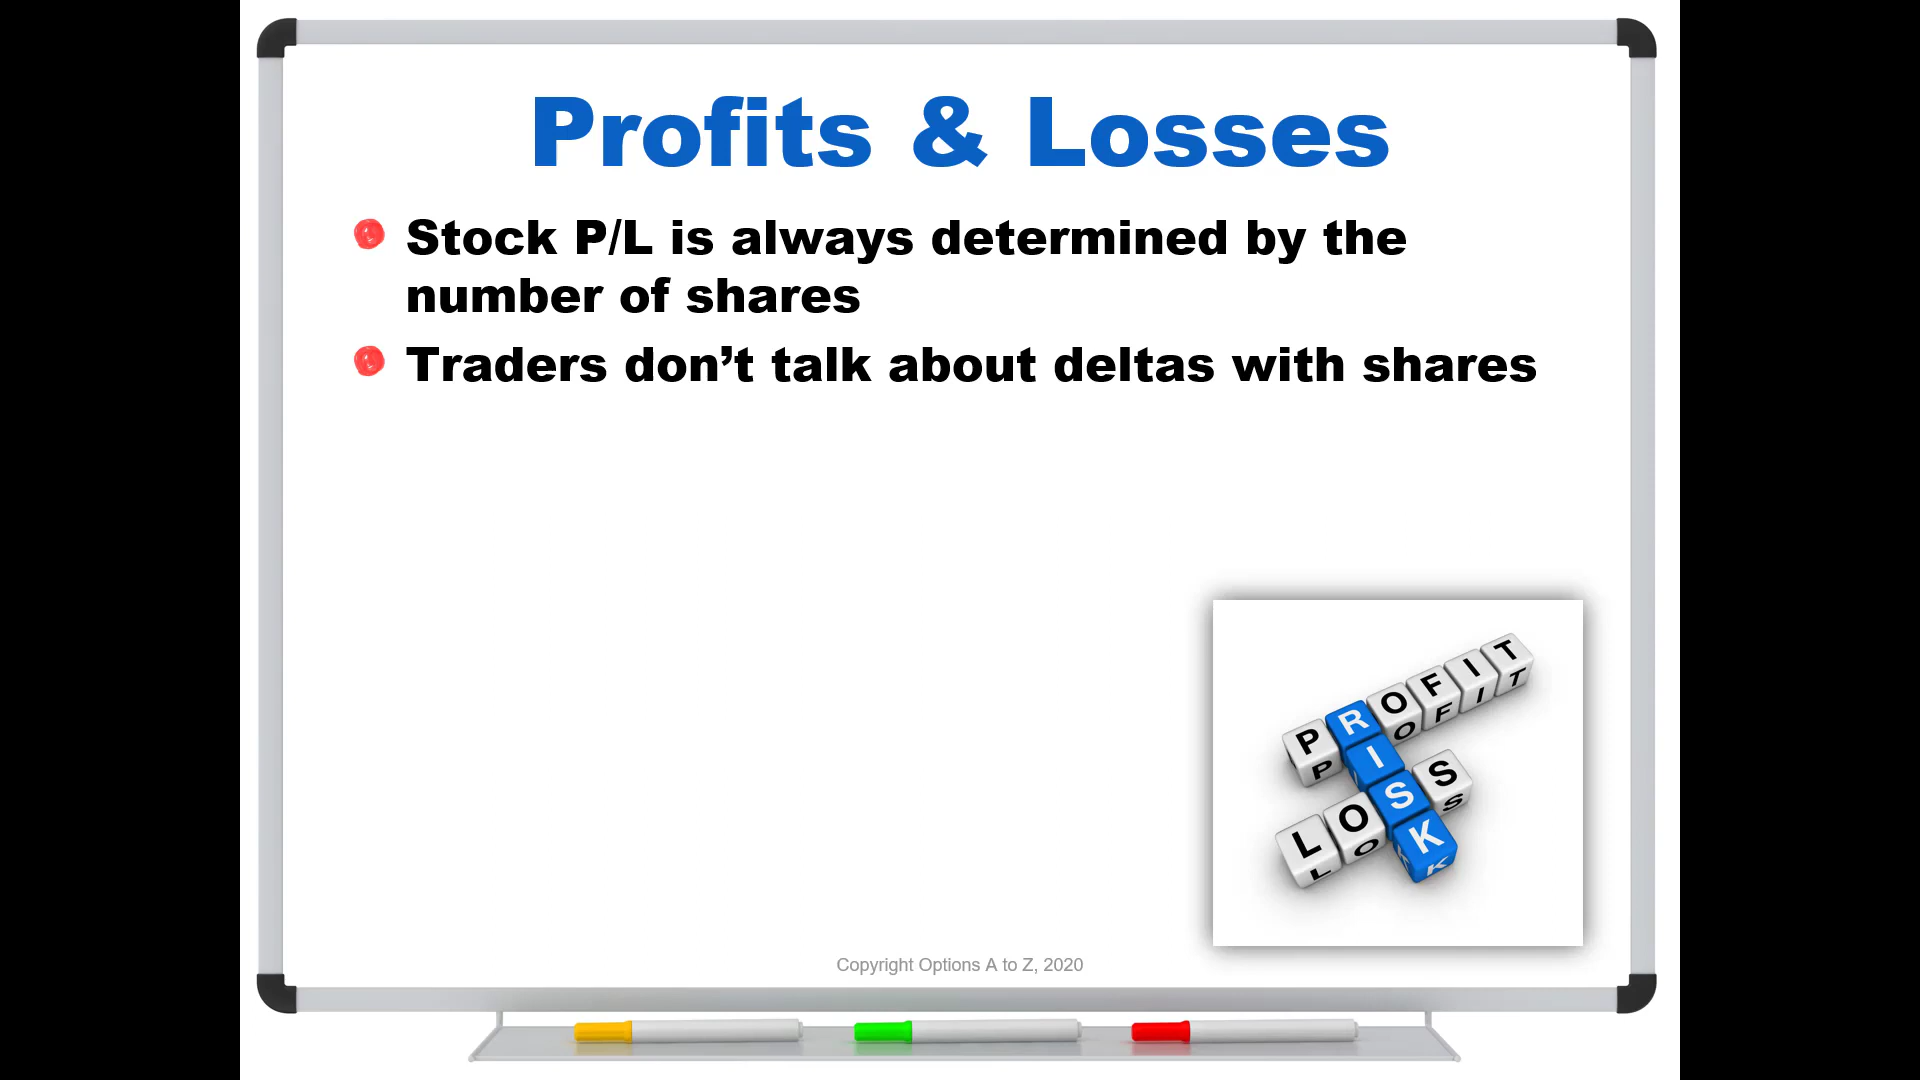 Profits & Losses
Stock P/L is always determined by the
number of shares
Traders don’t talk about deltas with shares
PROFIT
RISK
LOSS
Copyright Options A to Z, 2020